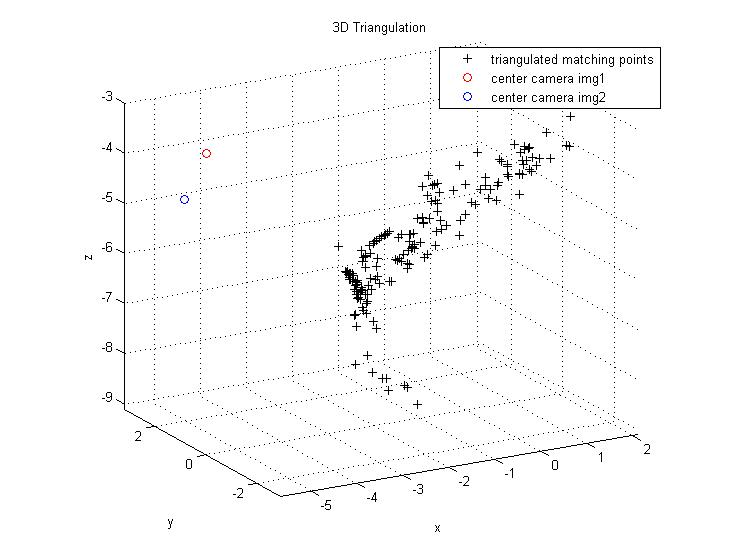 3D Triangulation
triangulated matching points
center camera img1
center camera img2
-3
-4
-5
-6
-7
-8
-9
z
2
0
-2
y
-5
-4
-3
-2
-1
0
1
2
x